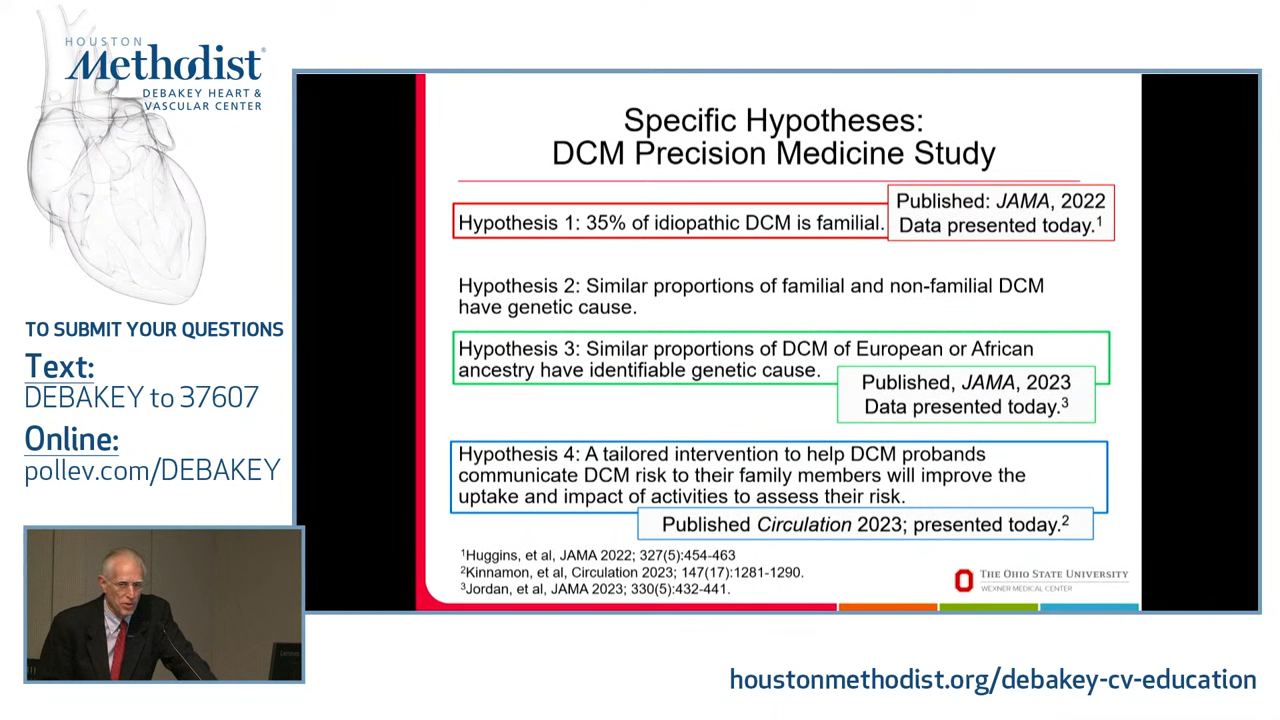 HOUSTON
Methodist®
DEBAKEY HEART &
VASCULAR CENTER
TO SUBMIT YOUR QUESTIONS
Text:
DEBAKEY to 37607
Online:
pollev.com/DEBAKEY
Specific Hypotheses:
DCM Precision Medicine Study
Hypothesis 1: 35% of idiopathic DCM is familial.
Published: JAMA, 2022
Data presented today.1
Hypothesis 2: Similar proportions of familial and non-familial DCM
have genetic cause.
Hypothesis 3: Similar proportions of DCM of European or African
ancestry have identifiable genetic cause.
Published, JAMA, 2023
Data presented today.3
Hypothesis 4: A tailored intervention to help DCM probands
communicate DCM risk to their family members will improve the
uptake and impact of activities to assess their risk.
Published Circulation 2023; presented today.2
1Huggins, et al, JAMA 2022; 327(5):454-463
2Kinnamon, et al, Circulation 2023; 147(17):1281-1290.
3Jordan, et al, JAMA 2023; 330(5):432-441.
THE OHIO STATE UNIVERSITY
WEXNER MEDICAL CENTER
houstonmethodist.org/debakey-cv-education